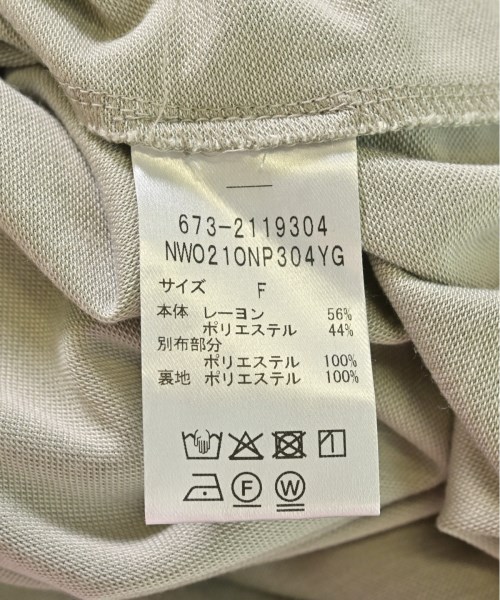 673-2119304
NW0210NP304YG
サイズ F
本体 レーヨン 56%
ポリエステル 44%
別布部分
ポリエステル 100%
裏地 ポリエステル 100%
F W